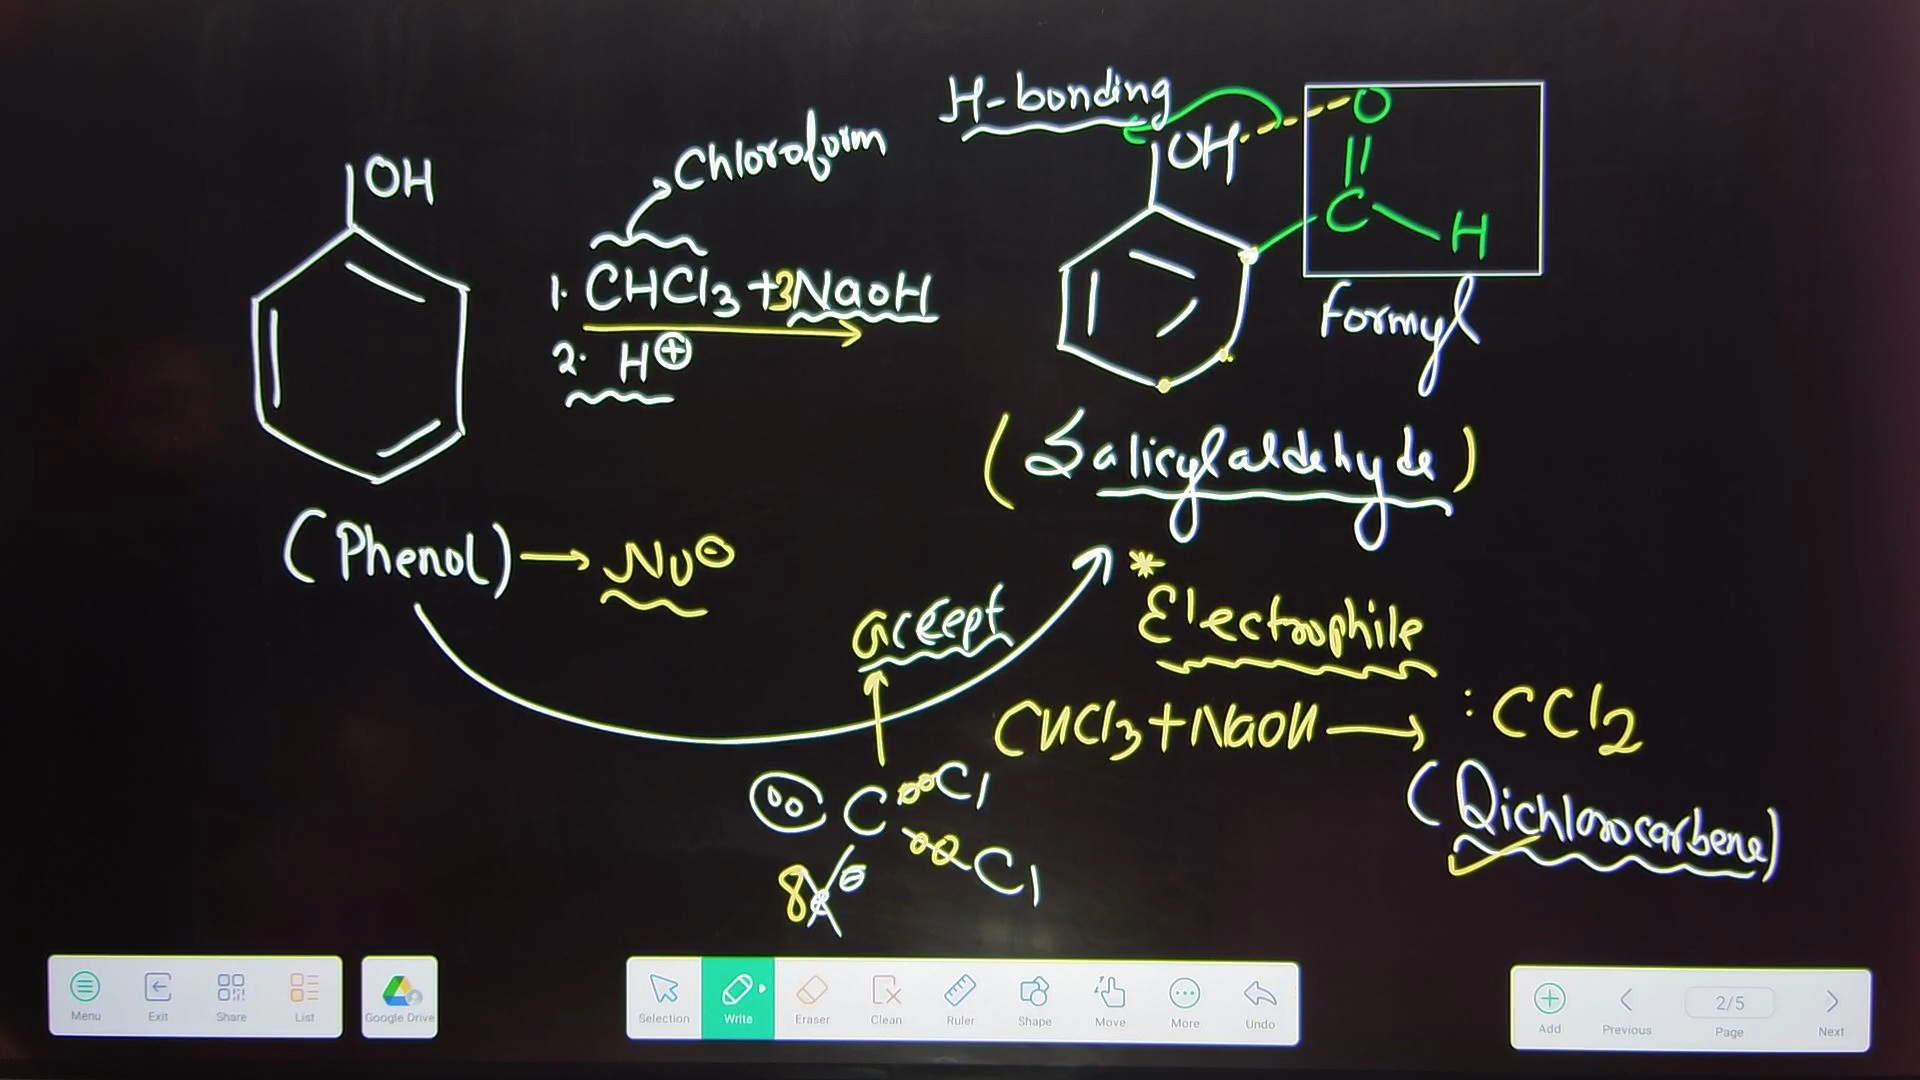 H-bonding
Chloroform
OH
OH
O
C
H
1. CHCl3 + 3NaOH
2. H⊕
Formyl
(Salicylaldehyde)
(Phenol) → Nu⊖
accept
*
Electrophile
CHCl3 + NaOH → :CCl2
(Dichlorocarbene)
C Cl
Cl
8 ⊖
Menu
Exit
Share
List
Google Drive
Selection
Write
Eraser
Clean
Ruler
Shape
Move
More
Undo
Add
Previous
2/5
Page
Next